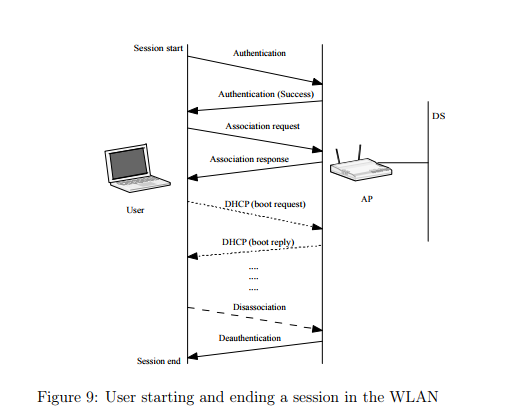 Session start
Authentication
Authentication (Success)
DS
Association request
Association response
User
AP
DHCP (boot request)
DHCP (boot reply)
....
....
....
Disassociation
Deauthentication
Session end
Figure 9: User starting and ending a session in the WLAN